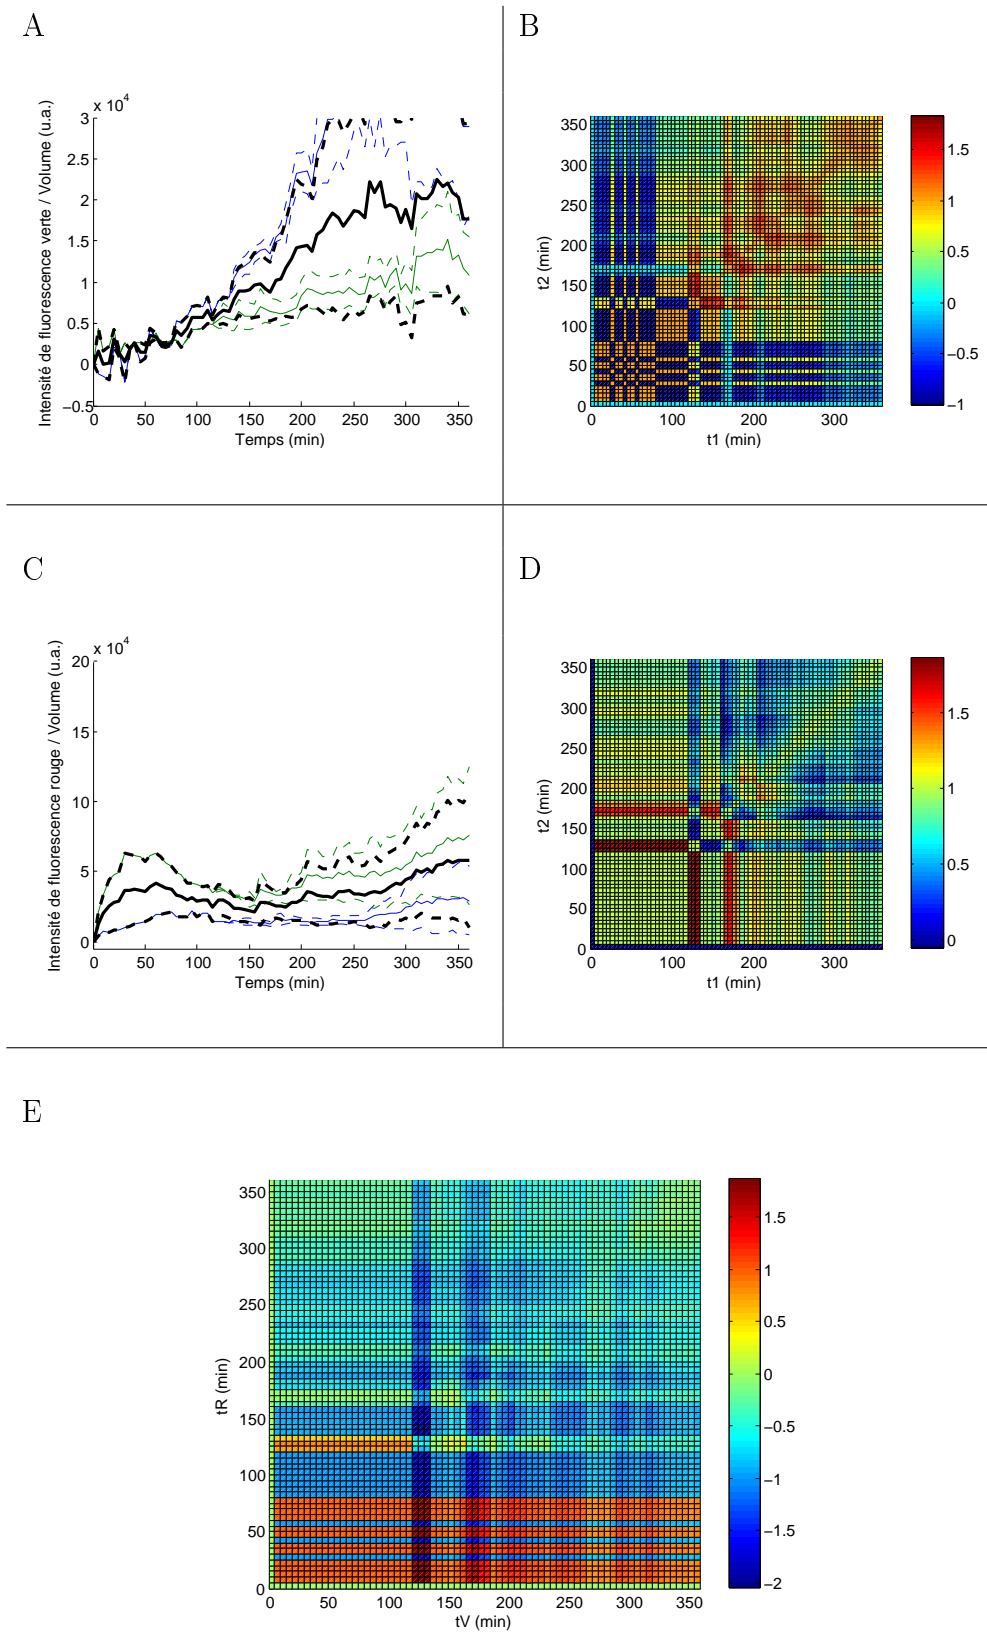 A
x 10^4
Intensité de fluorescence verte / Volume (u.a.)
3
2.5
2
1.5
1
0.5
0
−0.5
0 50 100 150 200 250 300 350
Temps (min)
B
t2 (min)
350
300
250
200
150
100
50
0
0 100 200 300
t1 (min)
1.5
1
0.5
0
−0.5
−1
C
x 10^4
Intensité de fluorescence rouge / Volume (u.a.)
20
15
10
5
0
0 50 100 150 200 250 300 350
Temps (min)
D
t2 (min)
350
300
250
200
150
100
50
0
0 100 200 300
t1 (min)
1.5
1
0.5
0
E
tR (min)
350
300
250
200
150
100
50
0
0 50 100 150 200 250 300 350
tV (min)
1.5
1
0.5
0
−0.5
−1
−1.5
−2